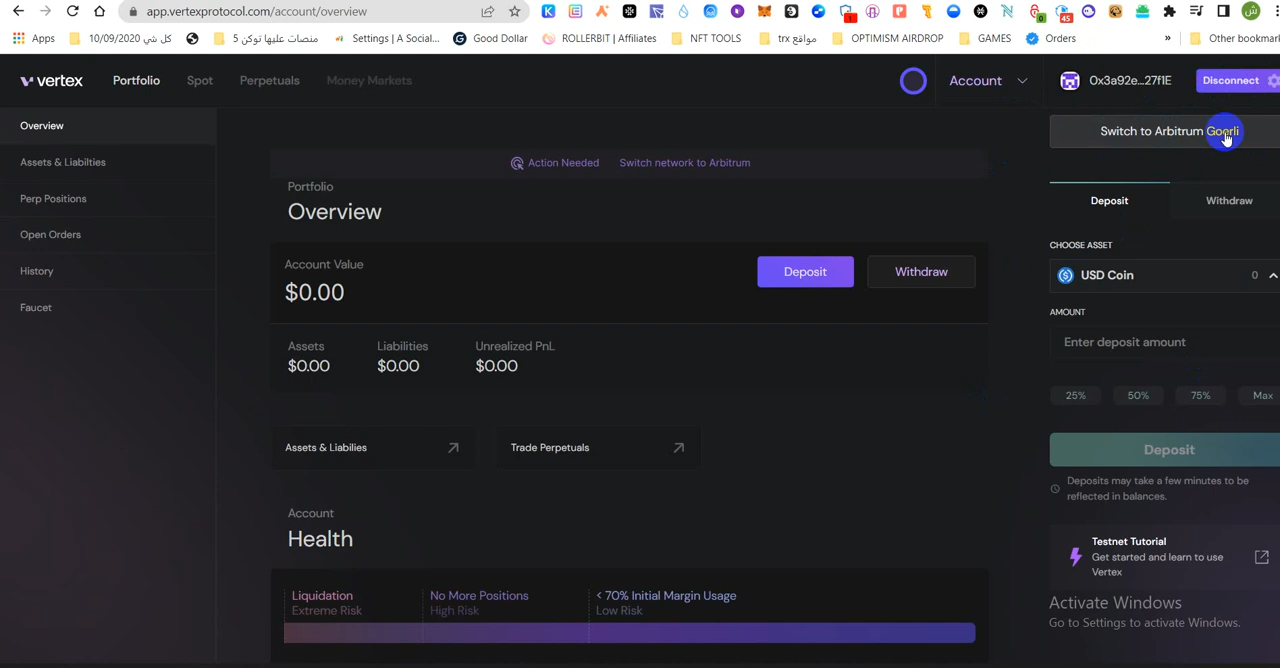 app.vertexprotocol.com/account/overview
Apps كل شي 10/09/2020 منصات عليها توكن 5 Settings | A Social... Good Dollar ROLLERBIT | Affiliates NFT TOOLS مواقع trx OPTIMISM AIRDROP GAMES Orders » Other bookmark
vertex Portfolio Spot Perpetuals Money Markets Account 0x3a92e...27f1E Disconnect
Overview
Assets & Liabilties
Perp Positions
Open Orders
History
Faucet
Action Needed Switch network to Arbitrum
Portfolio
Overview
Account Value
$0.00
Deposit Withdraw
Assets Liabilities Unrealized PnL
$0.00 $0.00 $0.00
Assets & Liabilies Trade Perpetuals
Account
Health
Liquidation No More Positions < 70% Initial Margin Usage
Extreme Risk High Risk Low Risk
Switch to Arbitrum Goerli
Deposit Withdraw
CHOOSE ASSET
USD Coin 0
AMOUNT
Enter deposit amount
25% 50% 75% Max
Deposit
Deposits may take a few minutes to be
reflected in balances.
Testnet Tutorial
Get started and learn to use
Vertex
Activate Windows
Go to Settings to activate Windows.